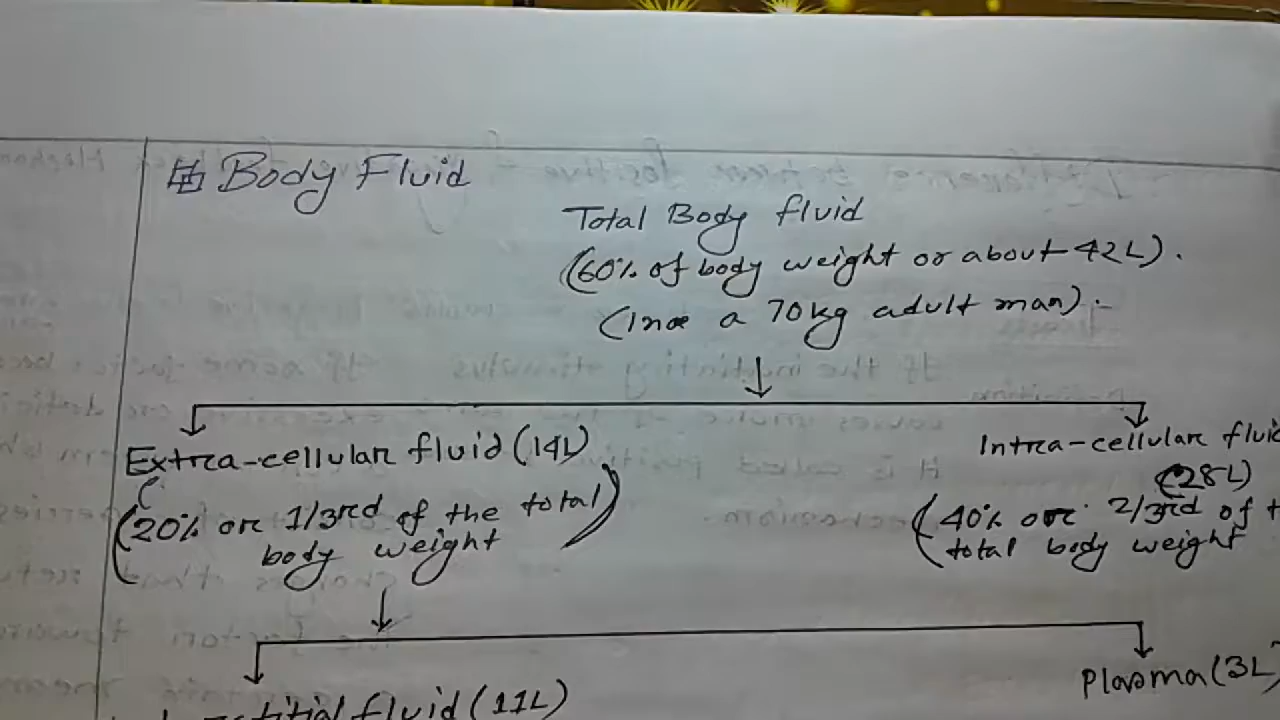 Body Fluid
Total Body fluid
(60% of body weight or about 42L).
a 70kg adult man).
Extra-cellular fluid (14L)
(20% or 1/3rd of the total)
body weight
Intra-cellular flui
(28L)
(40% or 2/3rd of t
total body weight
fluid (11L)
Plasma (3L)